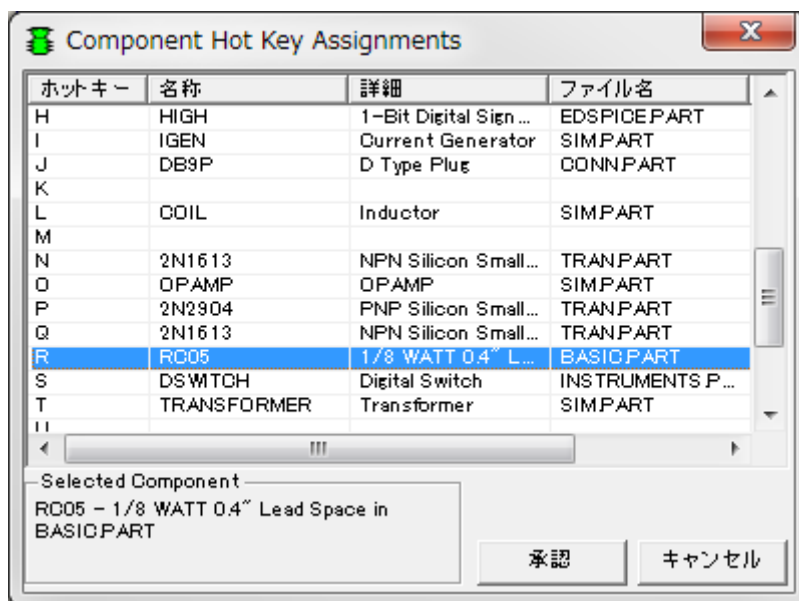 Component Hot Key Assignments
ホットキー 名称 詳細 ファイル名
H HIGH 1-Bit Digital Sign... EDSPICE.PART
I IGEN Current Generator SIM.PART
J DB9P D Type Plug CONN.PART
K
L COIL Inductor SIM.PART
M
N 2N1613 NPN Silicon Small... TRAN.PART
O OPAMP OPAMP SIM.PART
P 2N2904 PNP Silicon Small... TRAN.PART
Q 2N1613 NPN Silicon Small... TRAN.PART
R RC05 1/8 WATT 0.4" L... BASIC.PART
S DSWITCH Digital Switch INSTRUMENTS.P...
T TRANSFORMER Transformer SIM.PART
U
Selected Component
RC05 - 1/8 WATT 0.4" Lead Space in
BASIC.PART
承認 キャンセル